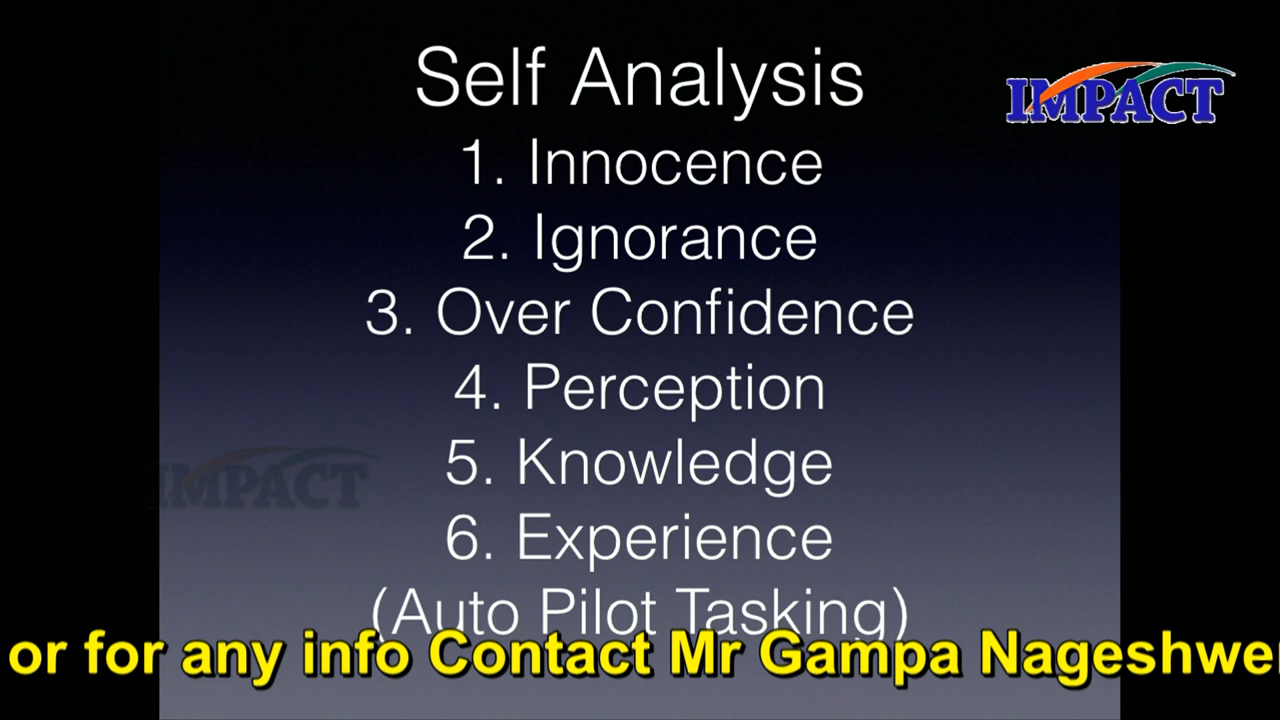 Self Analysis
IMPACT
1. Innocence
2. Ignorance
3. Over Confidence
4. Perception
5. Knowledge
IMPACT
6. Experience
(Auto Pilot Tasking)
or for any info Contact Mr Gampa Nageshwer